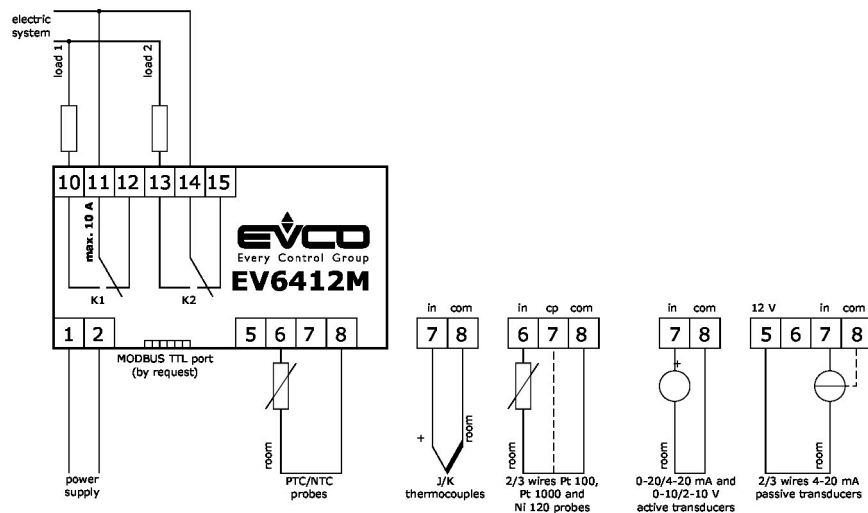 electric
system
load 1
load 2
10 11 12 13 14 15
max. 10 A
EVCO
Every Control Group
EV6412M
K1
K2
1 2
5 6 7 8
MODBUS TTL port
(by request)
room
power
supply
PTC/NTC
probes
in com
7 8
+
room
J/K
thermocouples
in cp com
6 7 8
room
2/3 wires Pt 100,
Pt 1000 and
Ni 120 probes
in com
7 8
+
room
0-20/4-20 mA and
0-10/2-10 V
active transducers
12 V in com
5 6 7 8
room
2/3 wires 4-20 mA
passive transducers